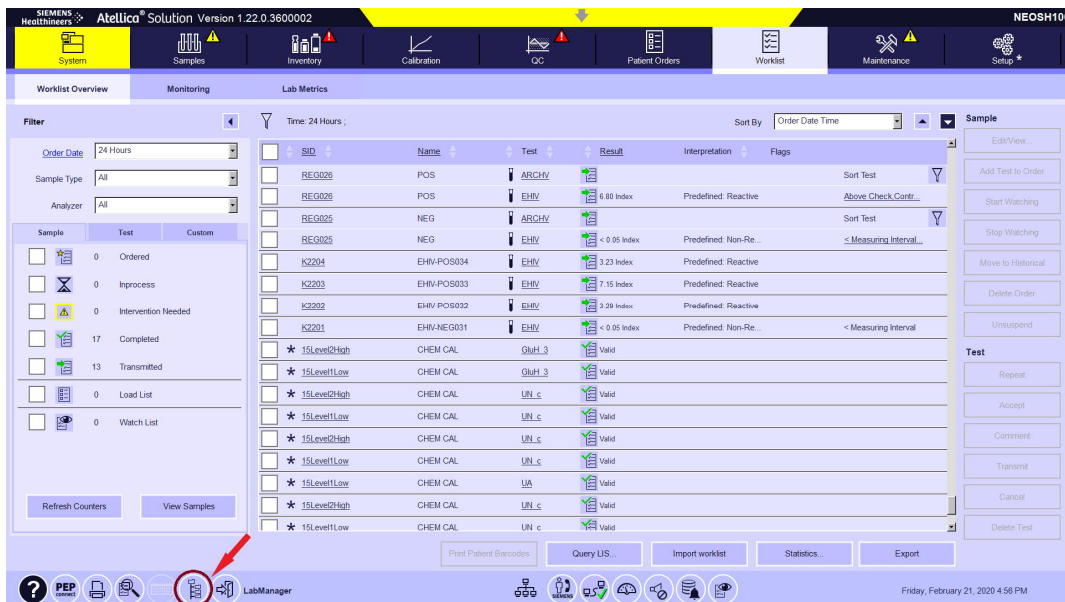 SIEMENS
Healthineers Atellica® Solution Version 1.22.0.3600002 NEOSH10
System Samples Inventory Calibration QC Patient Orders Worklist Maintenance Setup *
Worklist Overview Monitoring Lab Metrics
Filter Time: 24 Hours ; Sort By Order Date Time Sample
Order Date 24 Hours
Sample Type All
Analyzer All
Sample Test Custom
0 Ordered
0 Inprocess
0 Intervention Needed
17 Completed
13 Transmitted
0 Load List
0 Watch List
Refresh Counters View Samples
SID Name Test Result Interpretation Flags
REG026 POS ARCHV Sort Test
REG026 POS EHIV 6.80 Index Predefined: Reactive Above Check,Contr...
REG025 NEG ARCHV Sort Test
REG025 NEG EHIV < 0.05 Index Predefined: Non-Re... < Measuring Interval...
K2204 EHIV-POS034 EHIV 3.23 Index Predefined: Reactive
K2203 EHIV-POS033 EHIV 7.15 Index Predefined: Reactive
K2202 EHIV-POS032 EHIV 3.29 Index Predefined: Reactive
K2201 EHIV-NEG031 EHIV < 0.05 Index Predefined: Non-Re... < Measuring Interval
* 15Level2High CHEM CAL GluH_3 Valid
* 15Level1Low CHEM CAL GluH_3 Valid
* 15Level2High CHEM CAL UN_c Valid
* 15Level1Low CHEM CAL UN_c Valid
* 15Level2High CHEM CAL UN_c Valid
* 15Level1Low CHEM CAL UN_c Valid
* 15Level1Low CHEM CAL UA Valid
* 15Level2High CHEM CAL UN_c Valid
* 15Level1Low CHEM CAL UN_c Valid
Edit/View...
Add Test to Order
Start Watching
Stop Watching
Move to Historical
Delete Order
Unsuspend
Test
Repeat
Accept
Comment
Transmit
Cancel
Delete Test
Print Patient Barcodes Query LIS... Import worklist Statistics... Export
? PEP connect LabManager SIEMENS Friday, February 21, 2020 4:56 PM